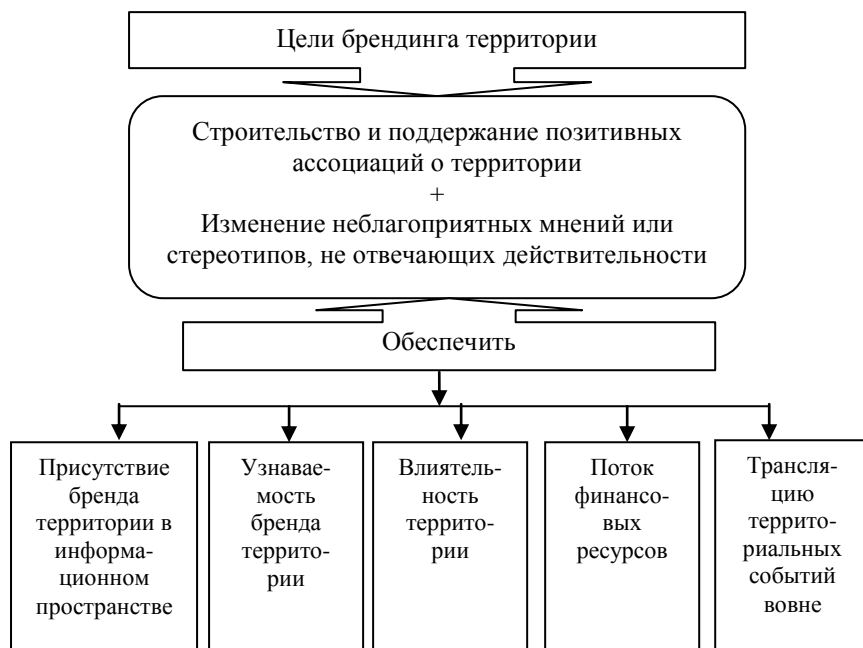 Цели брендинга территории
Строительство и поддержание позитивных
ассоциаций о территории
+
Изменение неблагоприятных мнений или
стереотипов, не отвечающих действительности
Обеспечить
Присутствие
бренда
территории в
информа-
ционном
пространстве
Узнавае-
мость
бренда
террито-
рии
Влиятель-
ность
террито-
рии
Поток
финансо-
вых
ресурсов
Трансля-
цию
террито-
риальных
событий
вовне